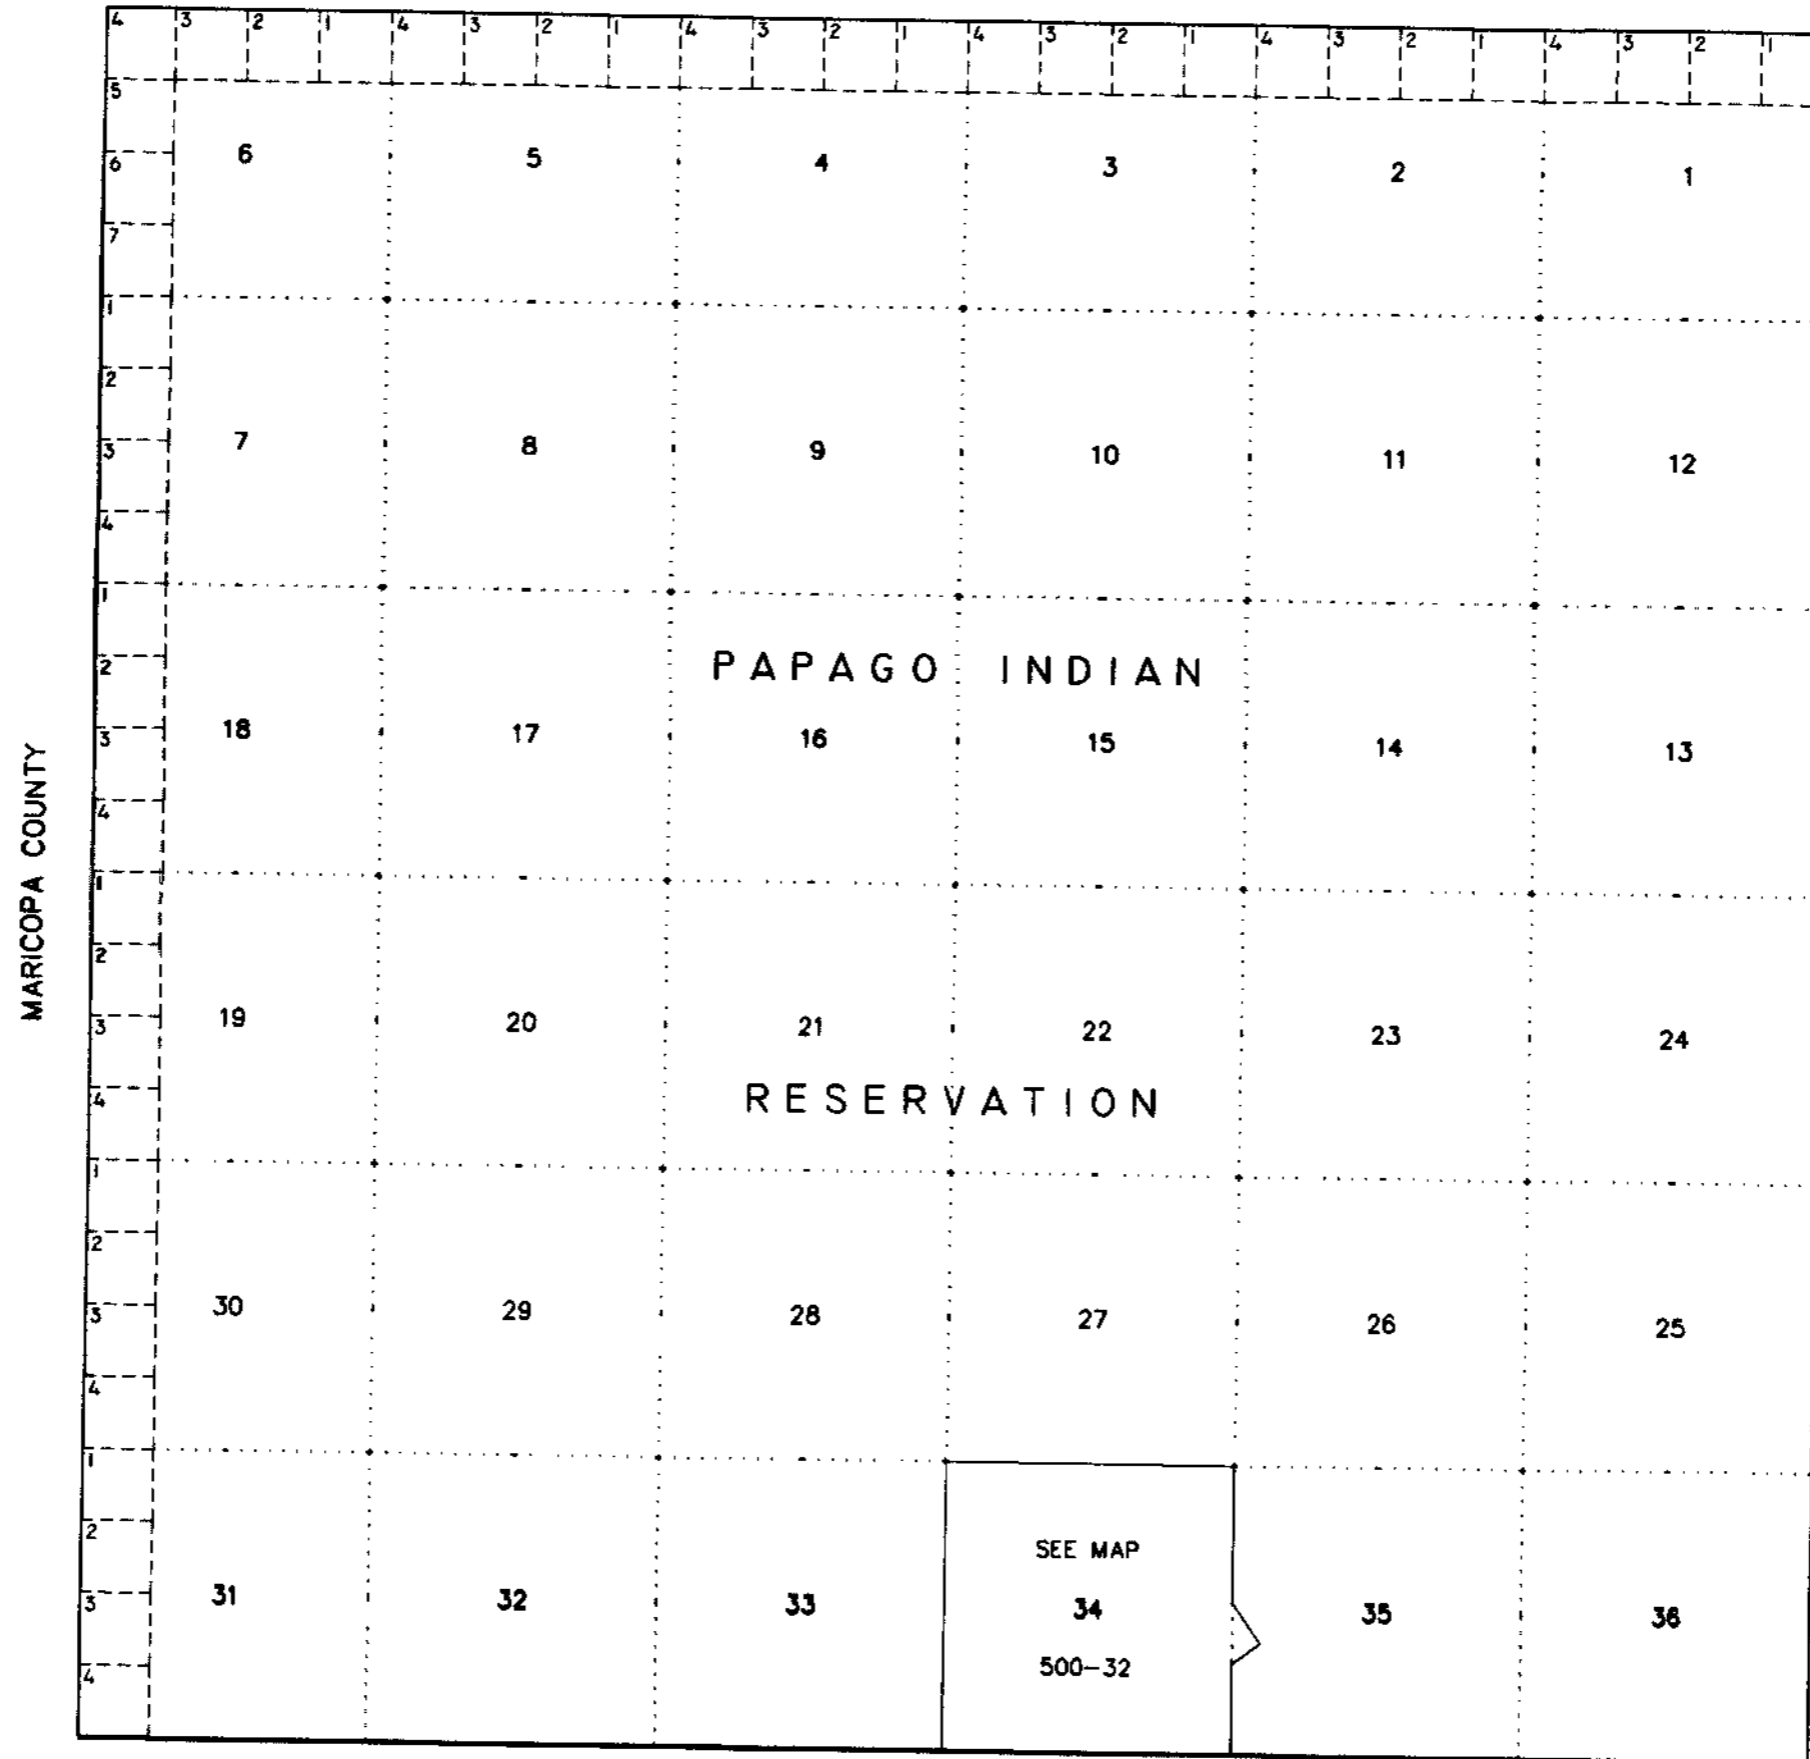 4 3 2 1 4 3 2 1 4 3 2 1 4 3 2 1 4 3 2 1 4 3 2 1
5
6 6 5 4 3 2 1
7
1
2
3 7 8 9 10 11 12
4
1
2 PAPAGO INDIAN
3 18 17 16 15 14 13
4
MARICOPA COUNTY
1
2
3 19 20 21 22 23 24
4 RESERVATION
1
2
3 30 29 28 27 26 25
4
1
2 SEE MAP
3 31 32 33 34 35 36
4 500-32